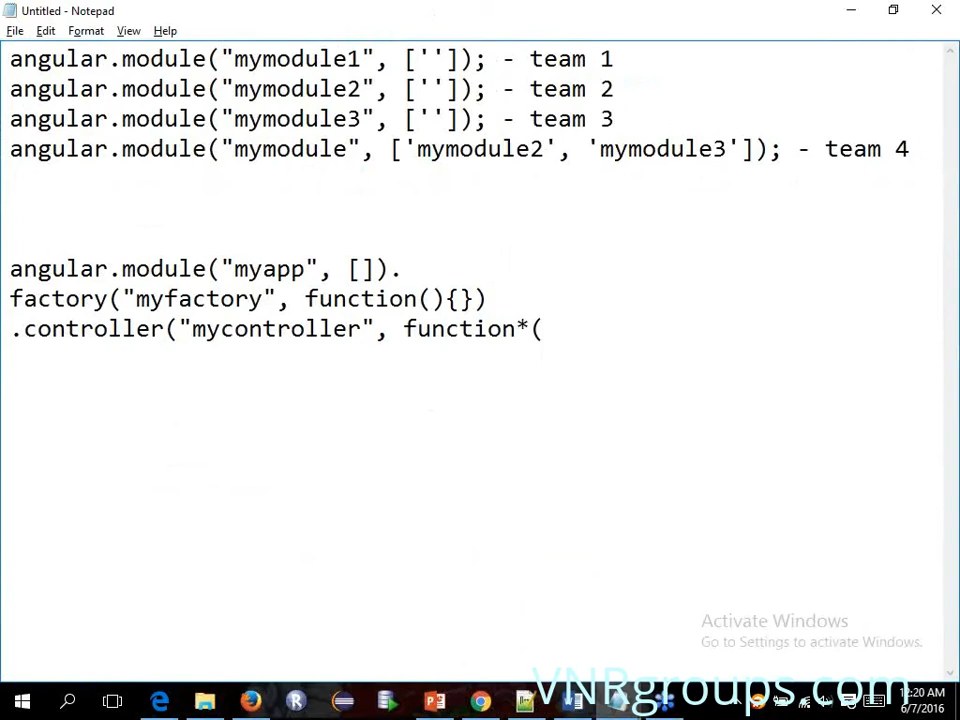 Untitled - Notepad
File Edit Format View Help
angular.module("mymodule1", ['']); - team 1
angular.module("mymodule2", ['']); - team 2
angular.module("mymodule3", ['']); - team 3
angular.module("mymodule", ['mymodule2', 'mymodule3']); - team 4
angular.module("myapp", []).
factory("myfactory", function(){})
.controller("mycontroller", function*(
Activate Windows
Go to Settings to activate Windows.
VNRgroups.com
12:20 AM
6/7/2016